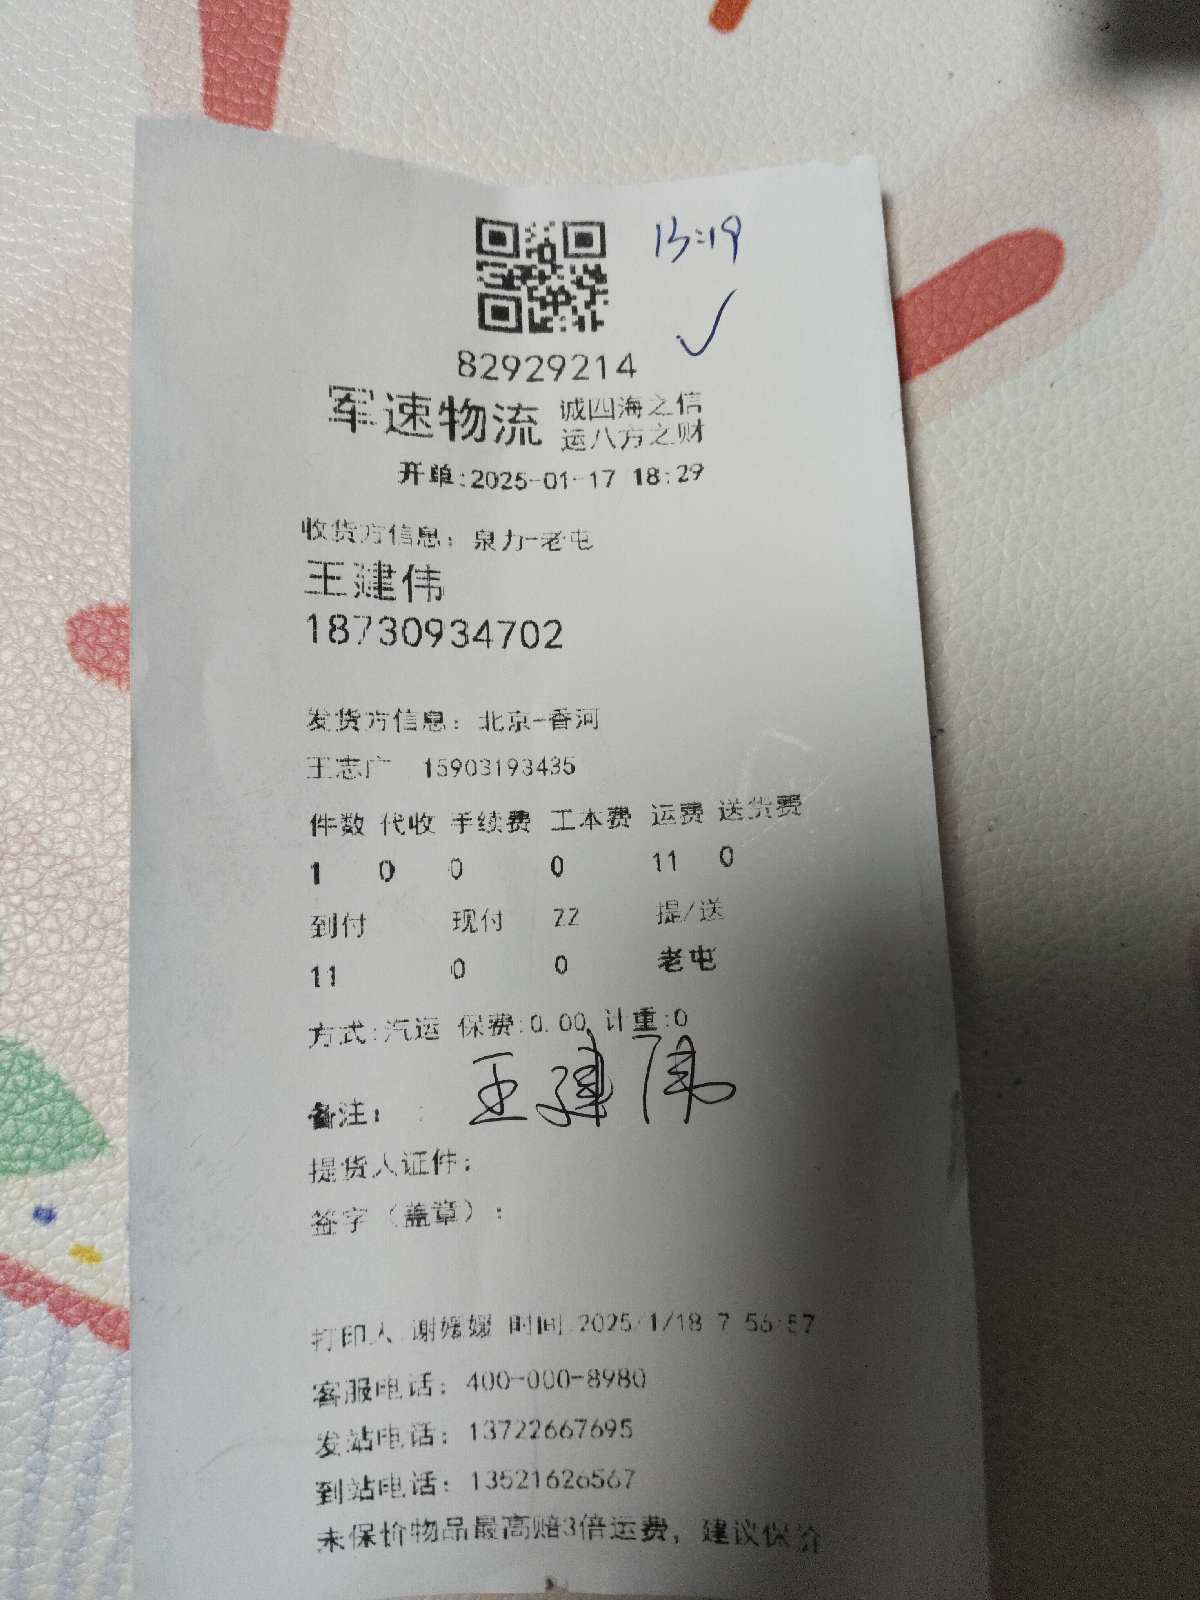 13:19
82929214
军速物流 诚四海之信
运八方之财
开单:2025-01-17 18:29
收货方信息: 泉力-老屯
王建伟
18730934702
发货方信息: 北京-香河
王志广 15903193435
件数 代收 手续费 工本费 运费 送货费
1 0 0 0 11 0
到付 现付 ZZ 提/送
11 0 0 老屯
方式:汽运 保费:0.00 计重:0
王建伟
备注:
提货人证件:
签字（盖章）:
打印人 谢媛媛 时间 2025/1/18 7 56:57
客服电话: 400-000-8980
发站电话: 13722667695
到站电话: 13521626567
未保价物品最高赔3倍运费, 建议保价